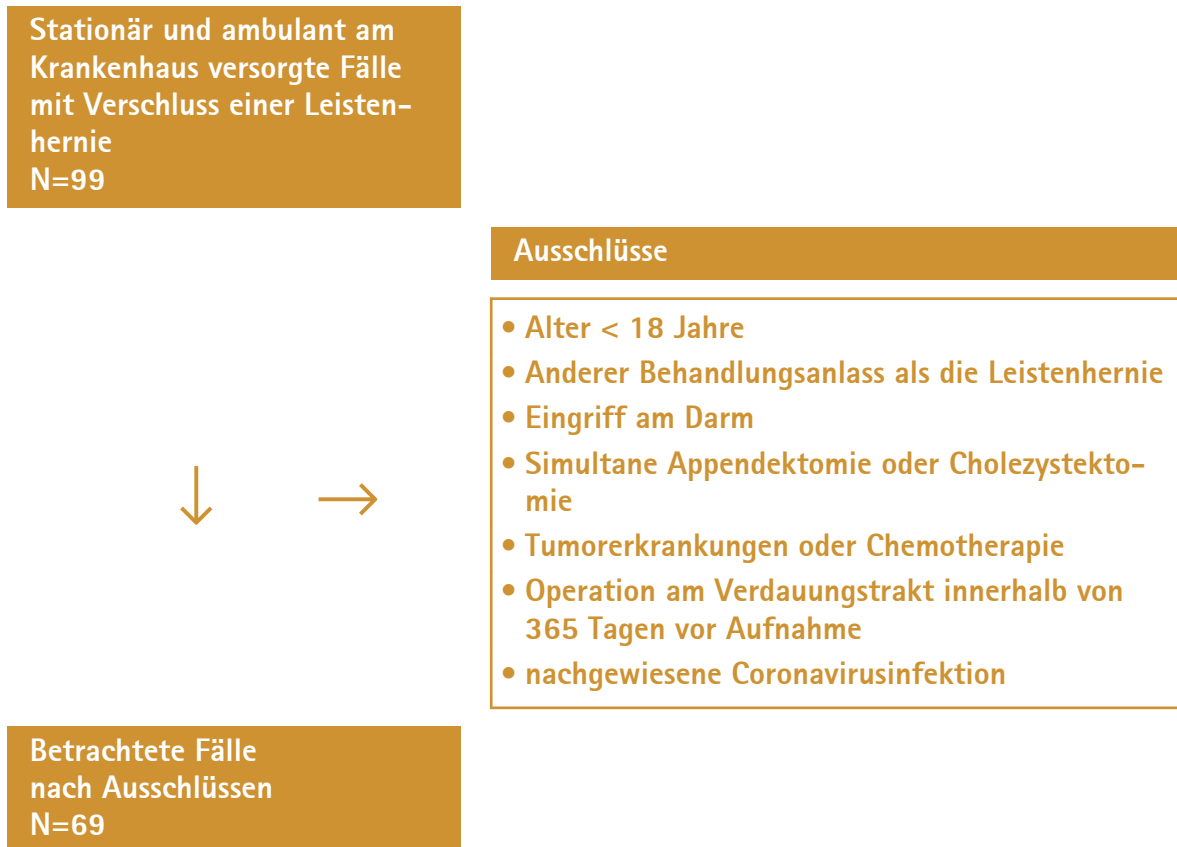 Stationär und ambulant am
Krankenhaus versorgte Fälle
mit Verschluss einer Leisten-
hernie
N=99
Ausschlüsse
• Alter < 18 Jahre
• Anderer Behandlungsanlass als die Leistenhernie
• Eingriff am Darm
• Simultane Appendektomie oder Cholezystekto-
mie
• Tumorerkrankungen oder Chemotherapie
• Operation am Verdauungstrakt innerhalb von
365 Tagen vor Aufnahme
• nachgewiesene Coronavirusinfektion
Betrachtete Fälle
nach Ausschlüssen
N=69